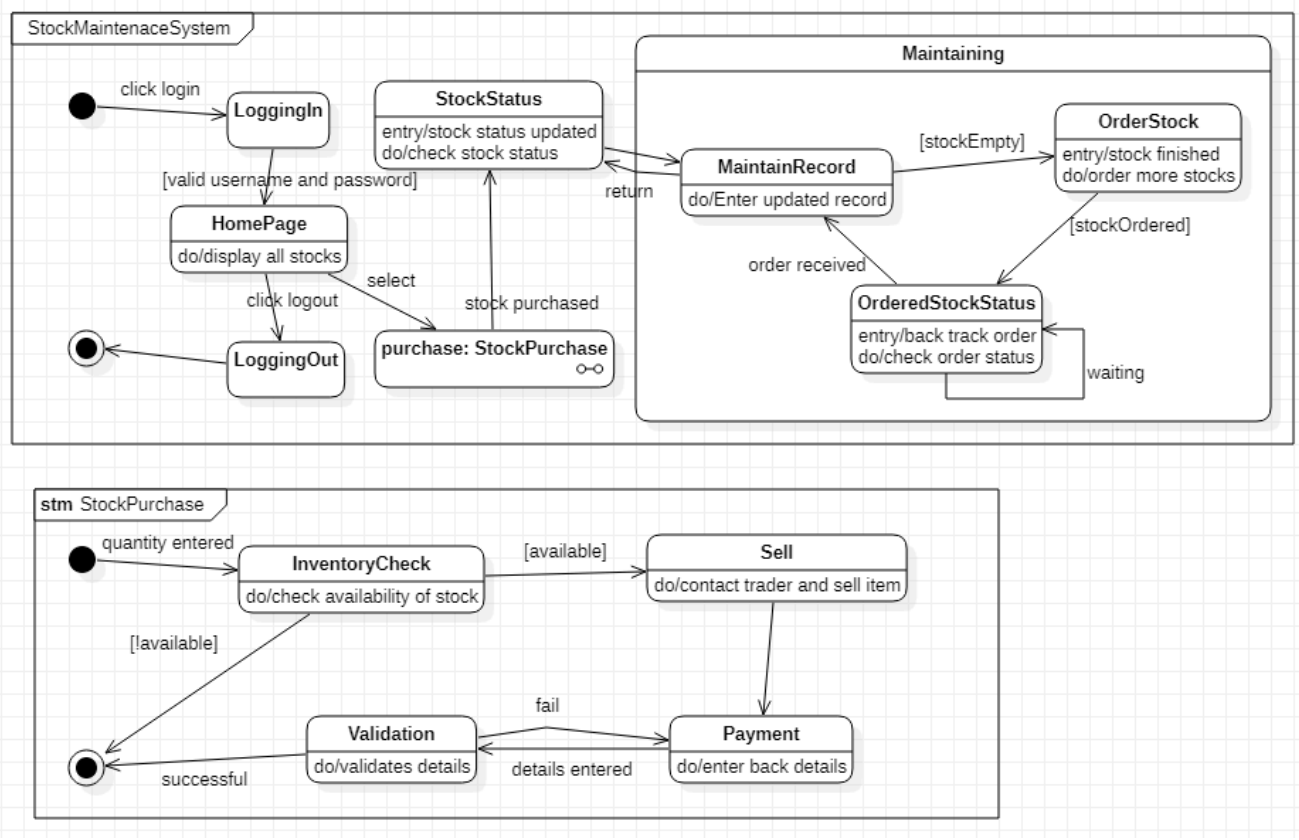 StockMaintenaceSystem
Maintaining
click login
LoggingIn
StockStatus
entry/stock status updated
do/check stock status
OrderStock
entry/stock finished
do/order more stocks
[stockEmpty]
MaintainRecord
do/Enter updated record
return
[valid username and password]
HomePage
do/display all stocks
[stockOrdered]
order received
select
click logout
stock purchased
OrderedStockStatus
entry/back track order
do/check order status
waiting
LoggingOut
purchase: StockPurchase
stm StockPurchase
quantity entered
InventoryCheck
do/check availability of stock
[available]
Sell
do/contact trader and sell item
[!available]
fail
Validation
do/validates details
Payment
do/enter back details
details entered
successful